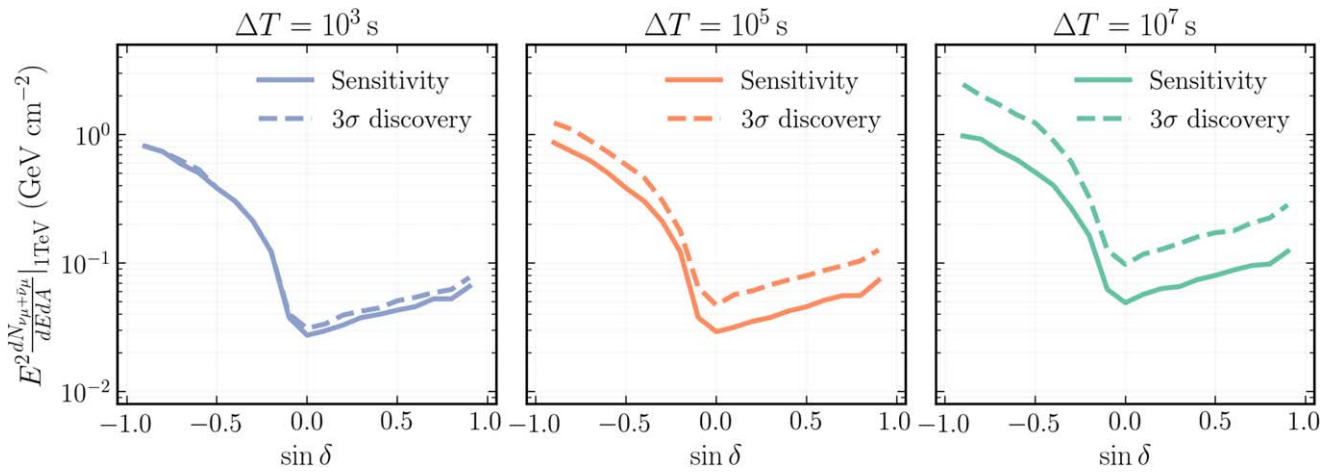 ΔT = 10³ s
ΔT = 10⁵ s
ΔT = 10⁷ s
E² dN_{νμ+ν̄μ}/dEdA |_{1TeV} (GeV cm⁻²)
10⁰
10⁻¹
10⁻²
Sensitivity
3σ discovery
Sensitivity
3σ discovery
Sensitivity
3σ discovery
−1.0 −0.5 0.0 0.5 1.0
−1.0 −0.5 0.0 0.5 1.0
−1.0 −0.5 0.0 0.5 1.0
sin δ
sin δ
sin δ